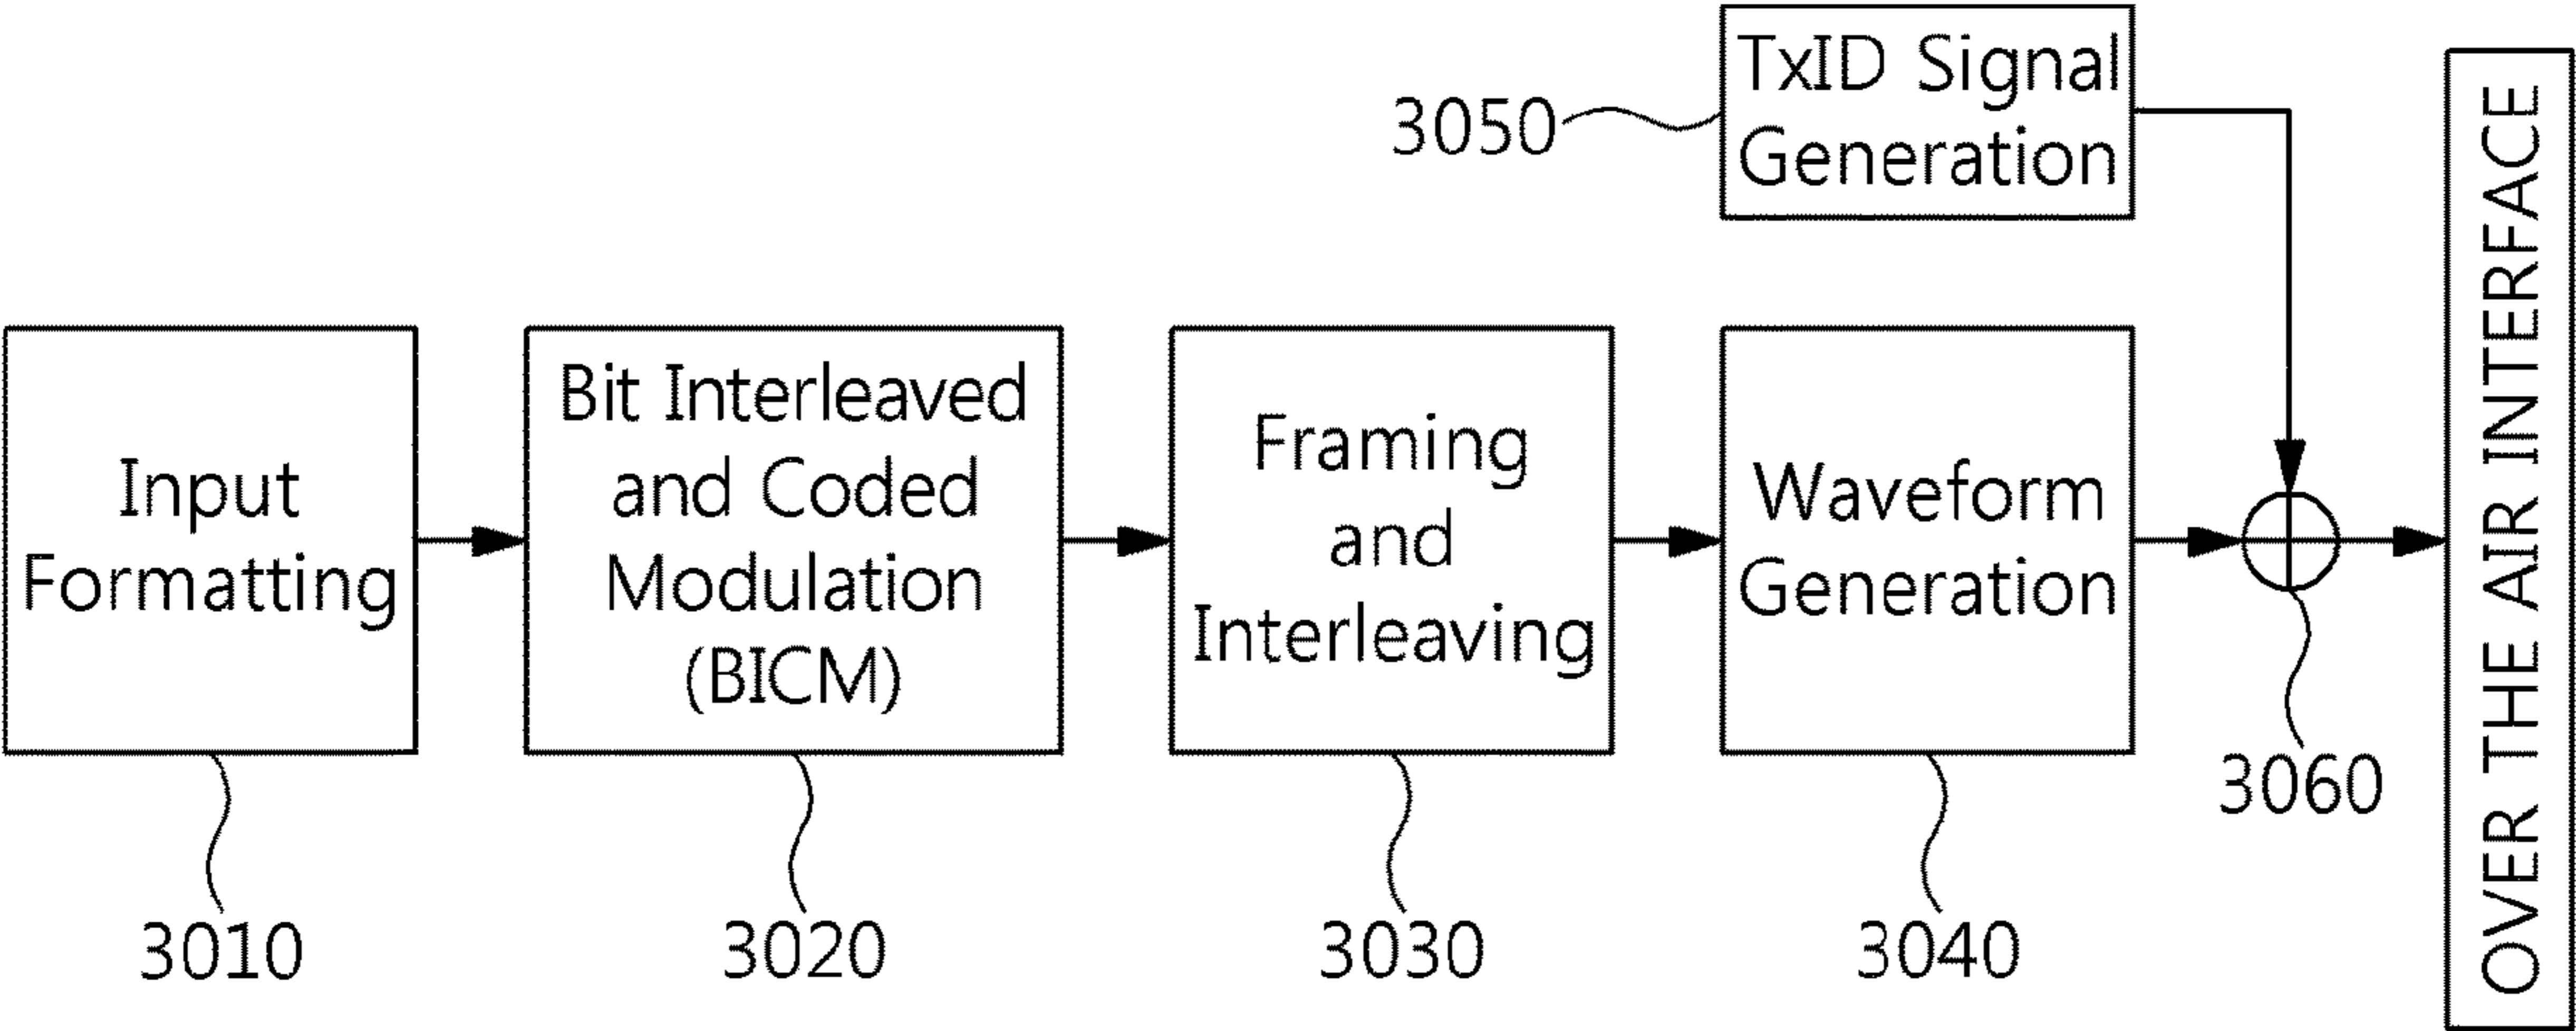 TxID Signal
Generation
3050
Input
Formatting
Bit Interleaved
and Coded
Modulation
(BICM)
Framing
and
Interleaving
Waveform
Generation
OVER THE AIR INTERFACE
3010
3020
3030
3040
3060